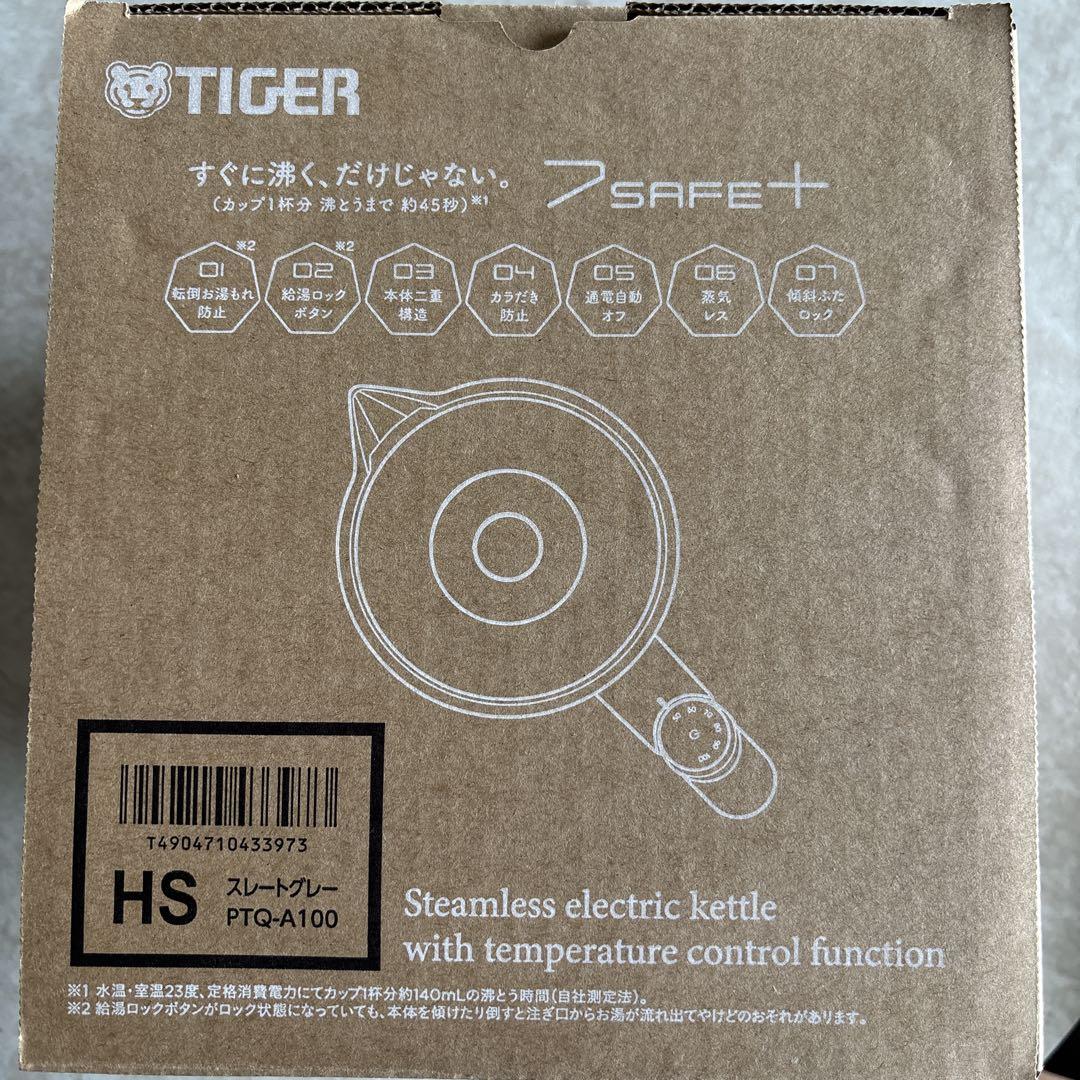 TIGER
すぐに沸く、だけじゃない。
(カップ1杯分 沸とうまで 約45秒)※1
7SAFE+
※2
01
転倒お湯もれ
防止
※2
02
給湯ロック
ボタン
03
本体二重
構造
04
カラだき
防止
05
通電自動
オフ
06
蒸気
レス
07
傾斜ふた
ロック
50 60 70 80 90 100
T4904710433973
HS
スレートグレー
PTQ-A100
Steamless electric kettle
with temperature control function
※1 水温・室温23度、定格消費電力にてカップ1杯分約140mLの沸とう時間(自社測定法)。
※2 給湯ロックボタンがロック状態になっていても、本体を傾けたり倒すと注ぎ口からお湯が流れ出てやけどのおそれがあります。